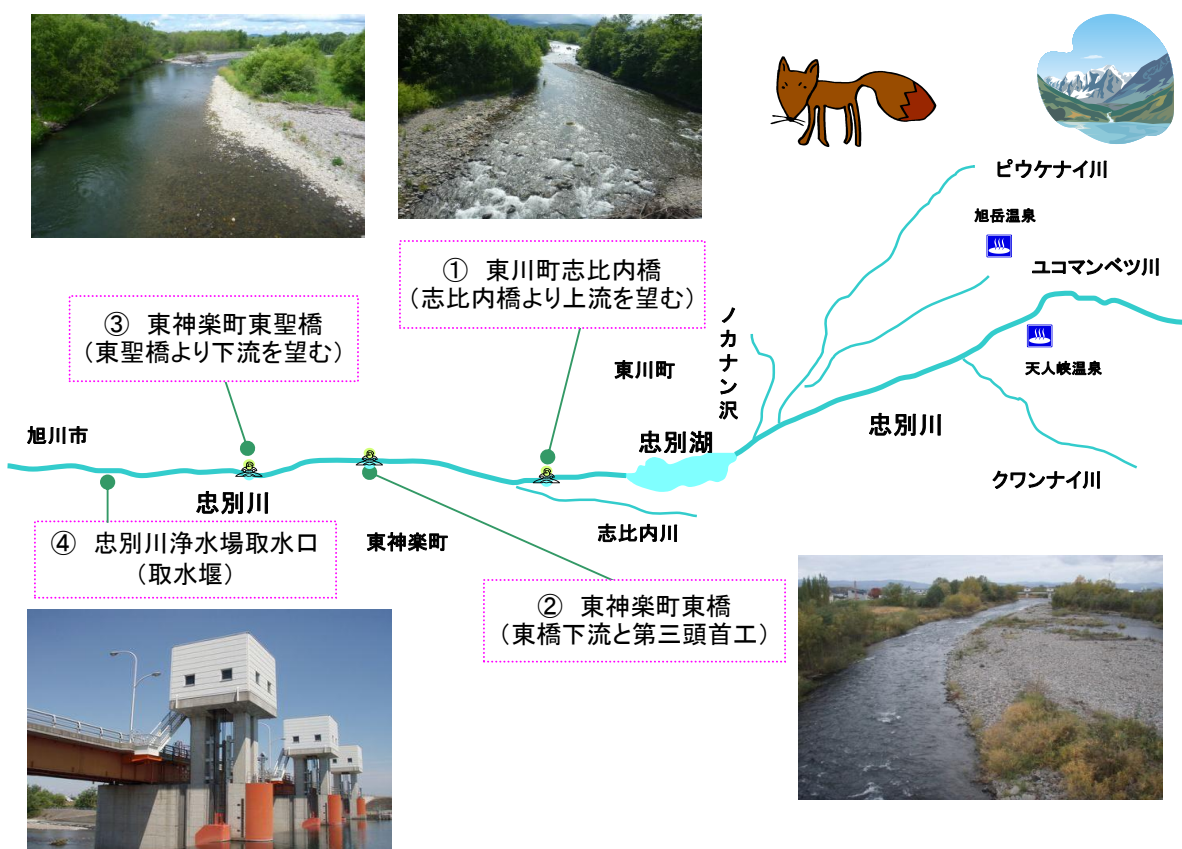 ピウケナイ川
旭岳温泉
ユコマンベツ川
① 東川町志比内橋
(志比内橋より上流を望む)
③ 東神楽町東聖橋
(東聖橋より下流を望む)
ノカナン沢
東川町
天人峡温泉
旭川市
忠別湖
忠別川
クワンナイ川
忠別川
志比内川
④ 忠別川浄水場取水口
(取水堰)
東神楽町
② 東神楽町東橋
(東橋下流と第三頭首工)